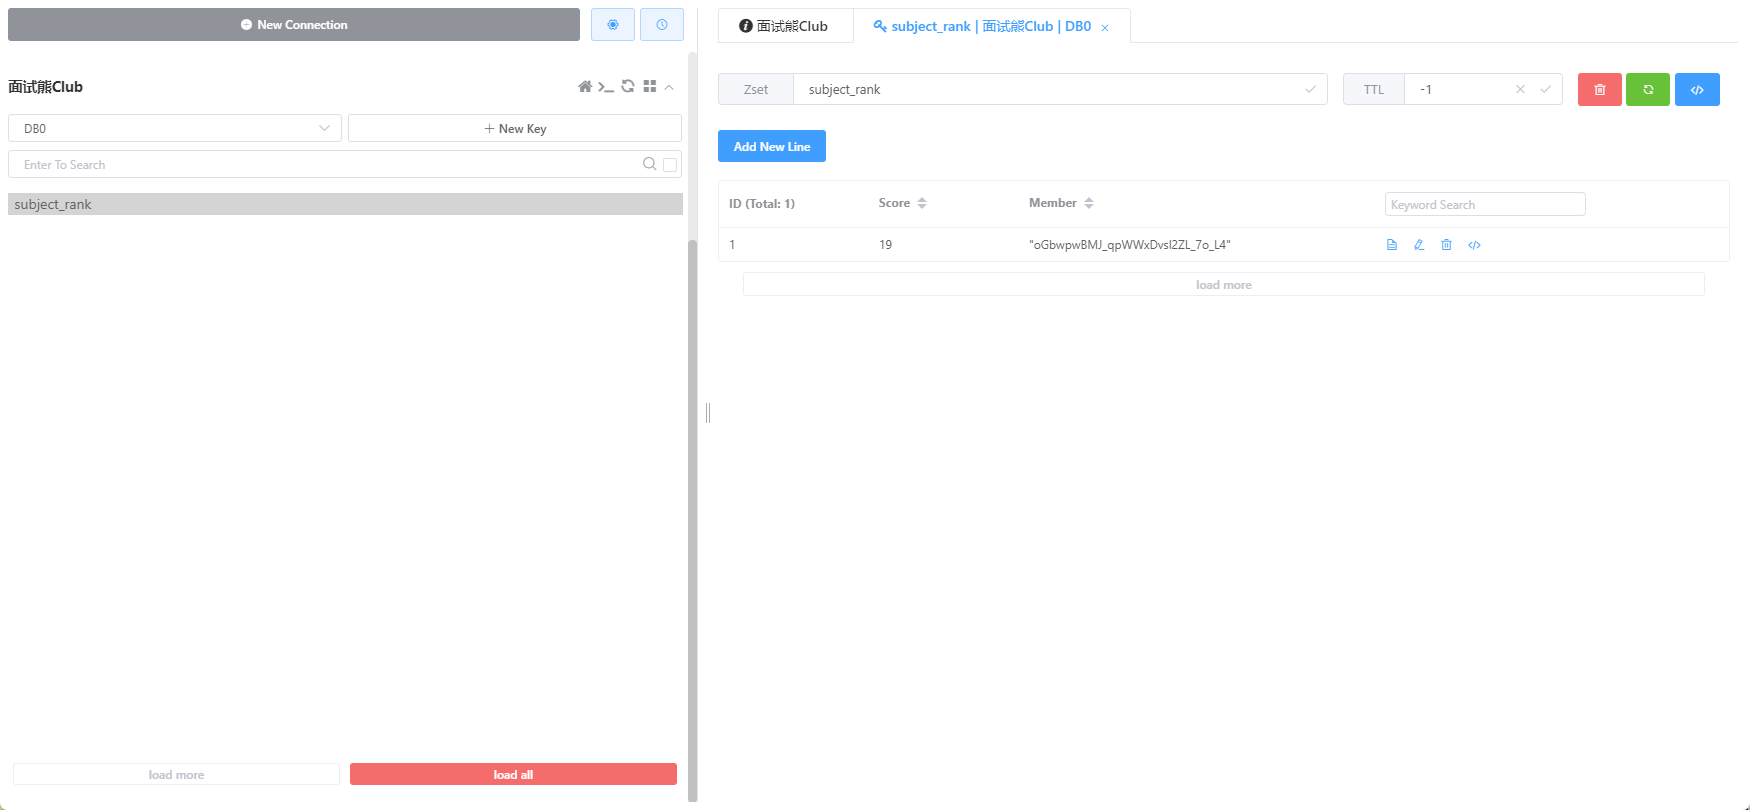 New Connection
面试熊Club
DB0
New Key
Enter To Search
subject_rank
load more
load all
面试熊Club
subject_rank | 面试熊Club | DB0
Zset
subject_rank
TTL
-1
Add New Line
ID (Total: 1)
Score
Member
Keyword Search
1
19
"oGbwpwBMJ_qpWWxDvsI2ZL_7o_L4"
load more